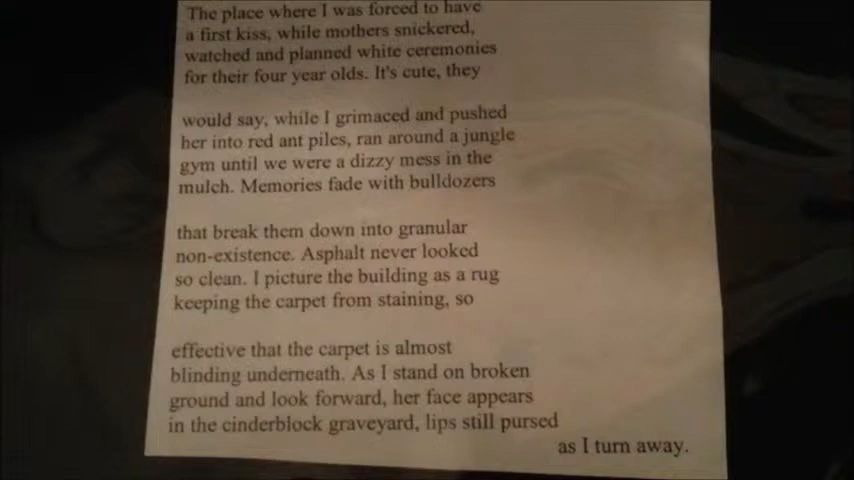 The place where I was forced to have
a first kiss, while mothers snickered,
watched and planned white ceremonies
for their four year olds. It's cute, they
would say, while I grimaced and pushed
her into red ant piles, ran around a jungle
gym until we were a dizzy mess in the
mulch. Memories fade with bulldozers
that break them down into granular
non-existence. Asphalt never looked
so clean. I picture the building as a rug
keeping the carpet from staining, so
effective that the carpet is almost
blinding underneath. As I stand on broken
ground and look forward, her face appears
in the cinderblock graveyard, lips still pursed
as I turn away.